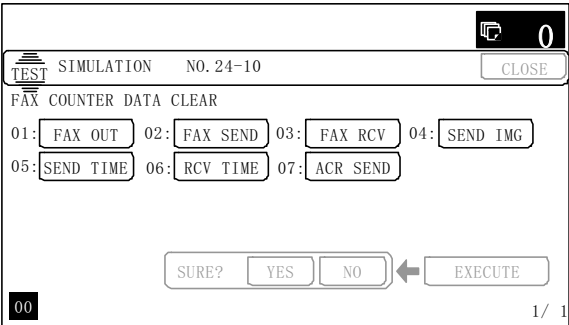 0
TEST SIMULATION NO.24-10 CLOSE
FAX COUNTER DATA CLEAR
01: FAX OUT 02: FAX SEND 03: FAX RCV 04: SEND IMG
05: SEND TIME 06: RCV TIME 07: ACR SEND
SURE? YES NO EXECUTE
00 1/ 1